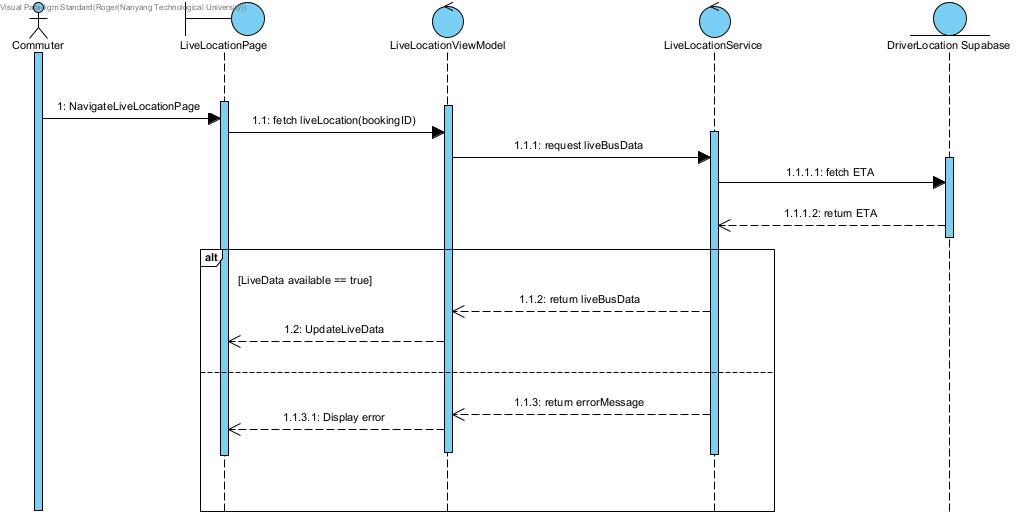 Visual Paradigm Standard(Roger(Nanyang Technological University))
Commuter
LiveLocationPage
LiveLocationViewModel
LiveLocationService
DriverLocation Supabase
1: NavigateLiveLocationPage
1.1: fetch liveLocation(bookingID)
1.1.1: request liveBusData
1.1.1.1: fetch ETA
1.1.1.2: return ETA
alt
[LiveData available == true]
1.1.2: return liveBusData
1.2: UpdateLiveData
1.1.3: return errorMessage
1.1.3.1: Display error